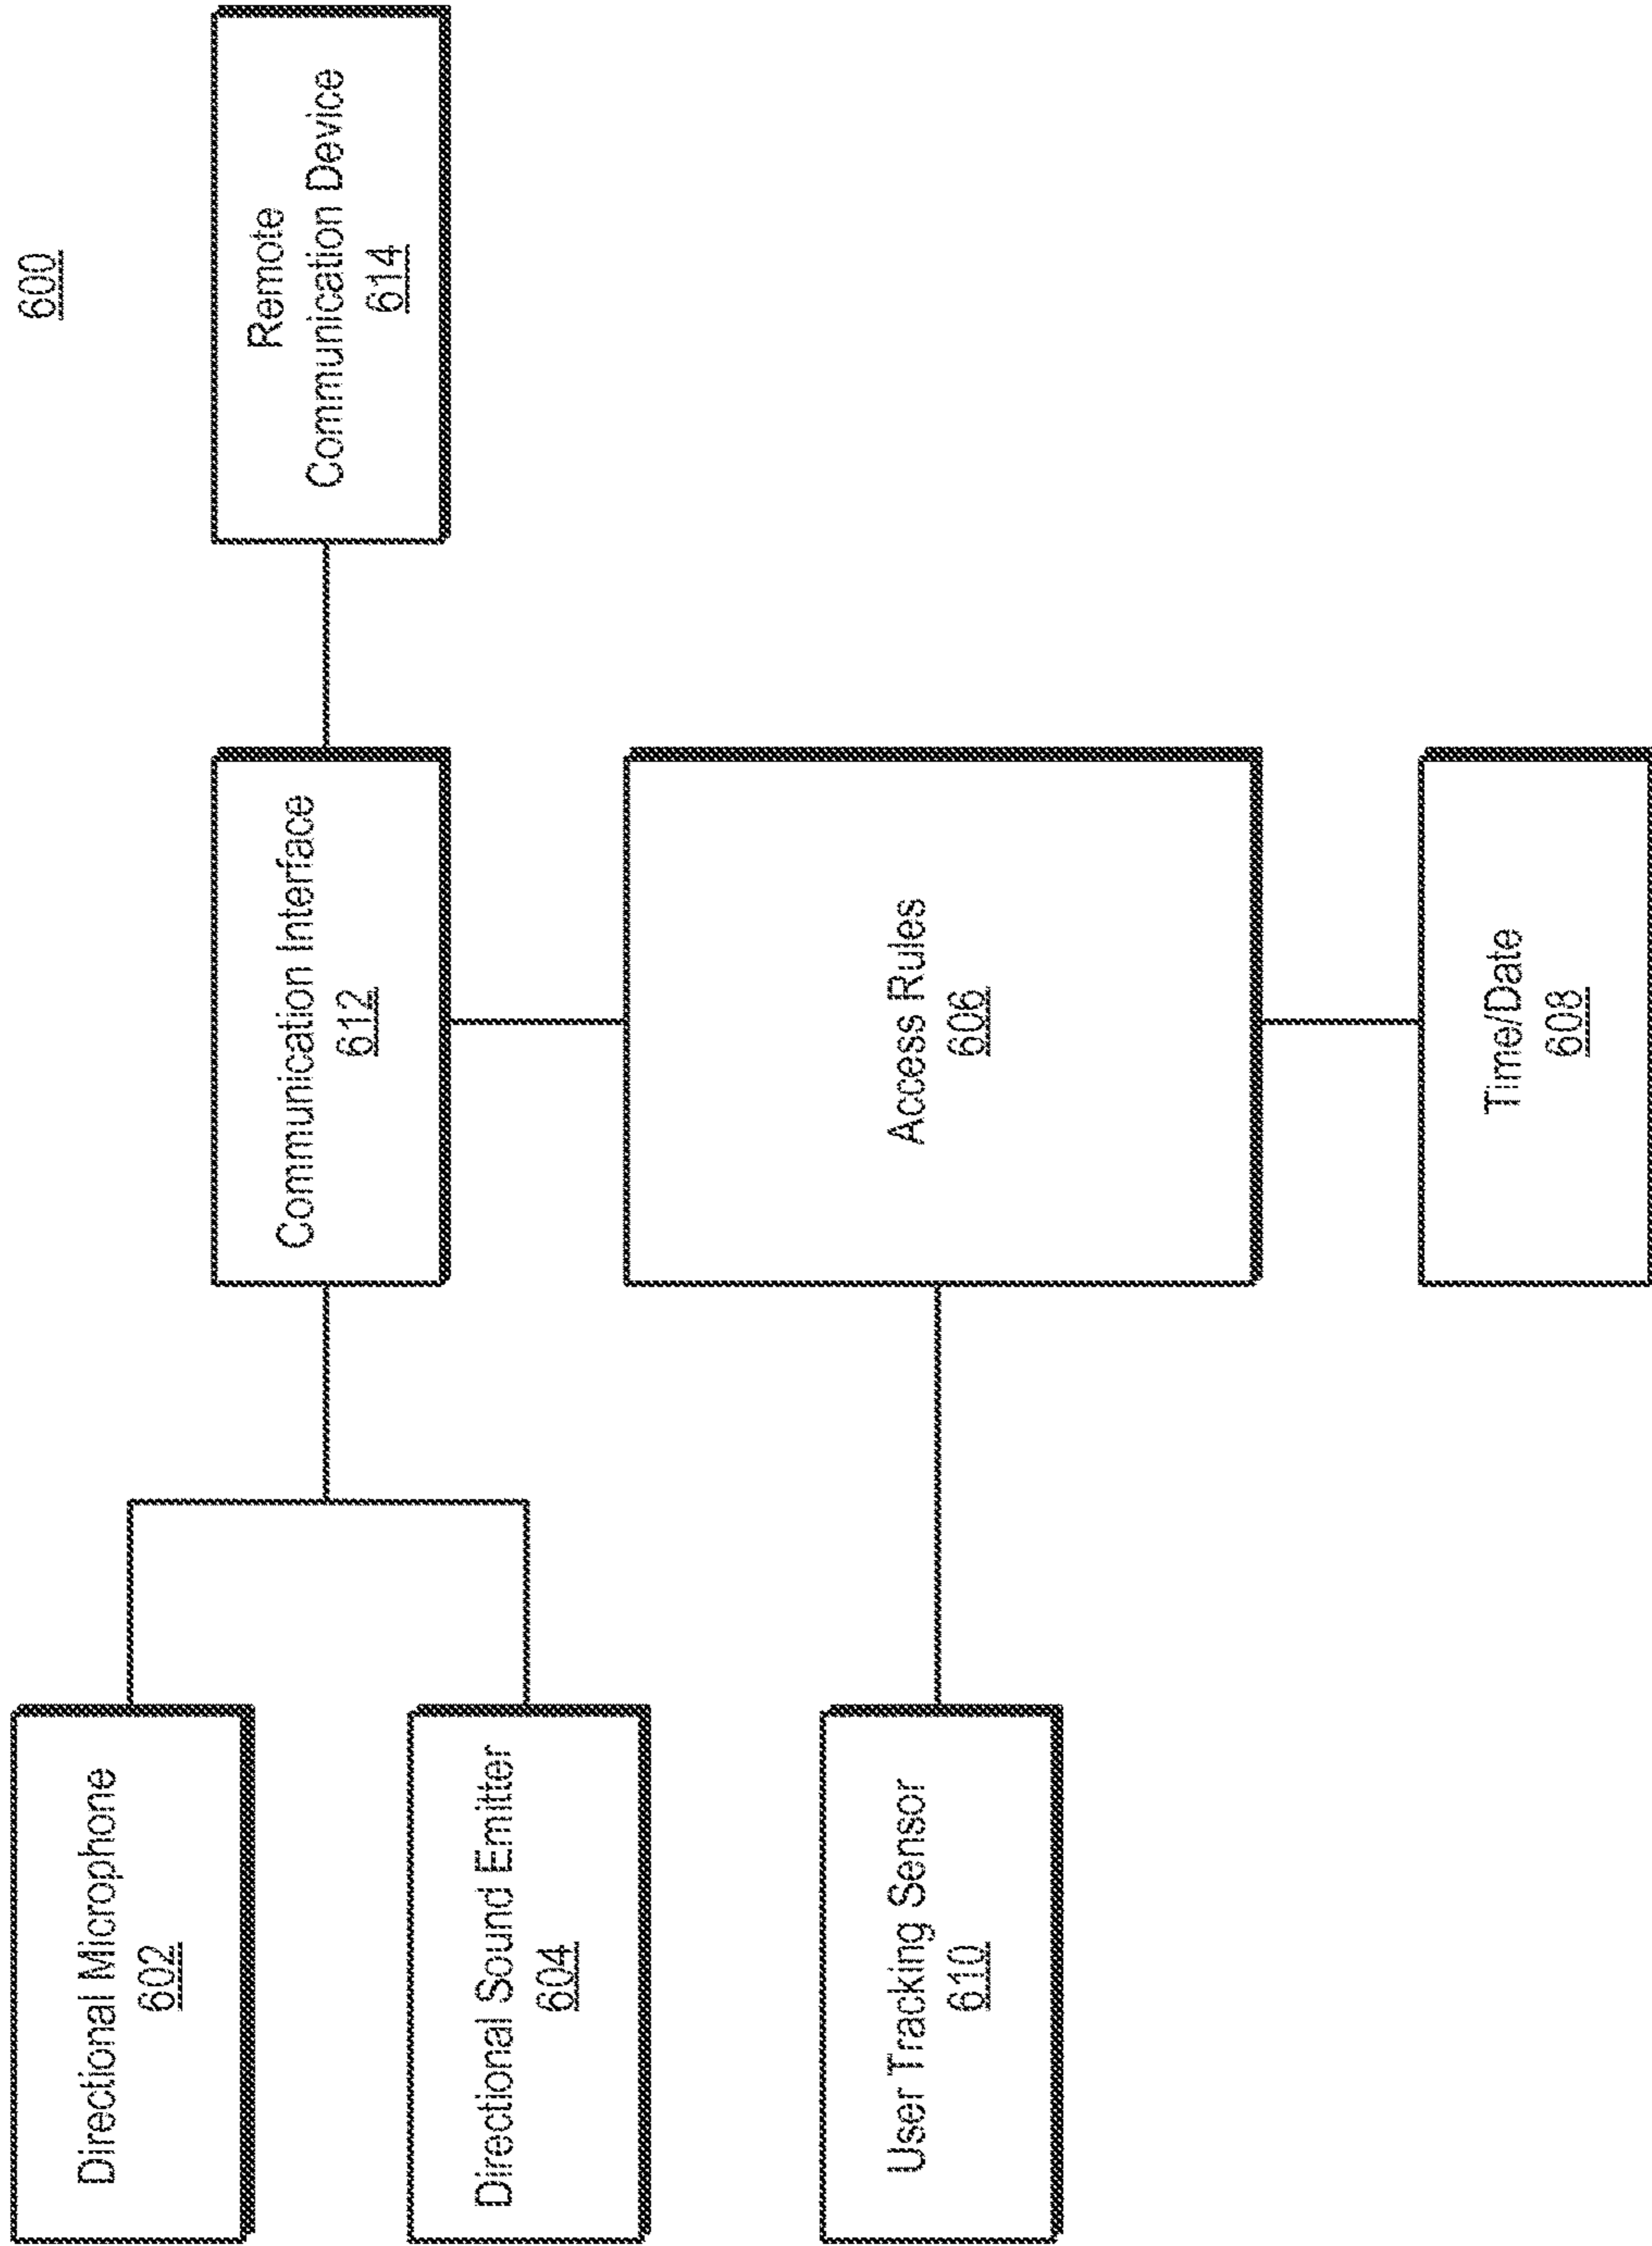 600
Directional Microphone
602
Communication Interface
612
Remote
Communication Device
614
Directional Sound Emitter
604
User Tracking Sensor
610
Access Rules
606
Time/Date
608